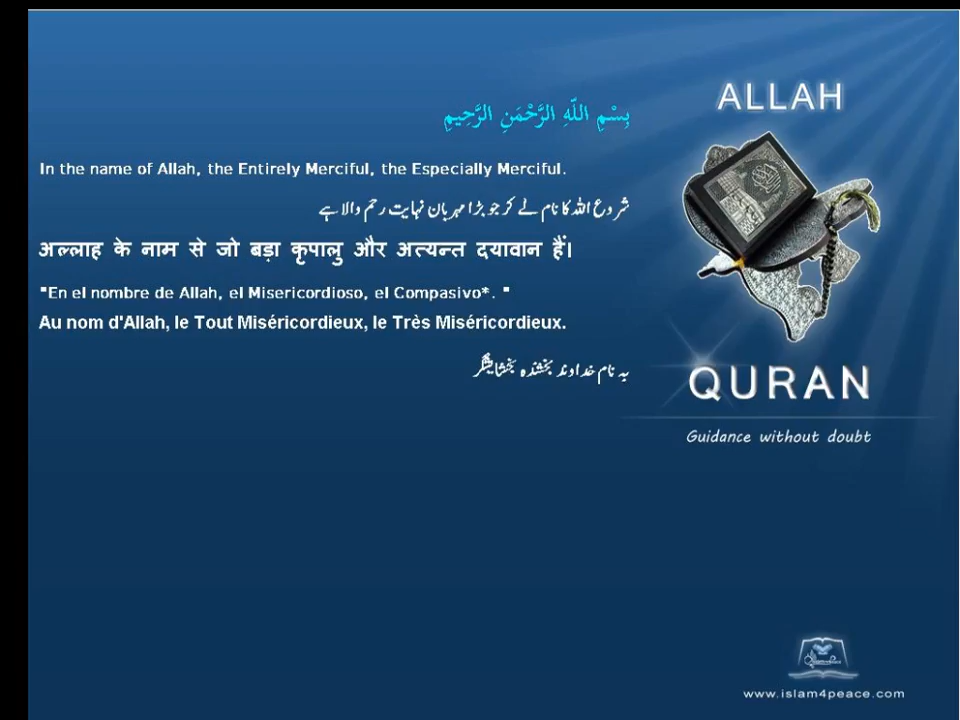 بِسْمِ اللَّهِ الرَّحْمَنِ الرَّحِيمِ
In the name of Allah, the Entirely Merciful, the Especially Merciful.
شروع اللہ کا نام لے کر جو بڑا مہربان نہایت رحم والا ہے
अल्लाह के नाम से जो बड़ा कृपालु और अत्यन्त दयावान हैं।
"En el nombre de Allah, el Misericordioso, el Compasivo*. "
Au nom d'Allah, le Tout Miséricordieux, le Très Miséricordieux.
به نام خداوند بخشنده بخشایشگر
ALLAH
QURAN
Guidance without doubt
www.islam4peace.com